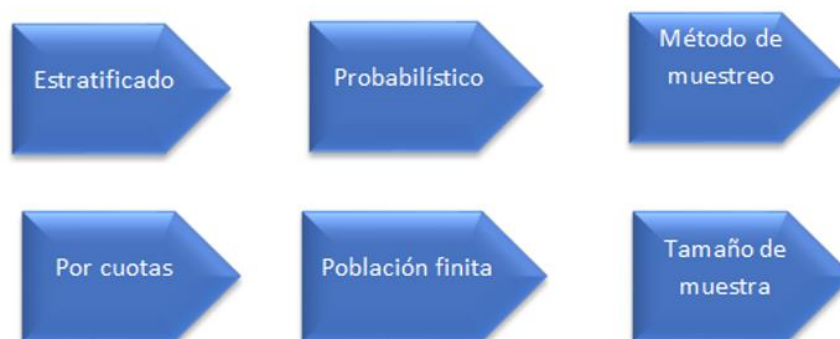 Estratificado
Probabilístico
Método de
muestreo
Por cuotas
Población finita
Tamaño de
muestra